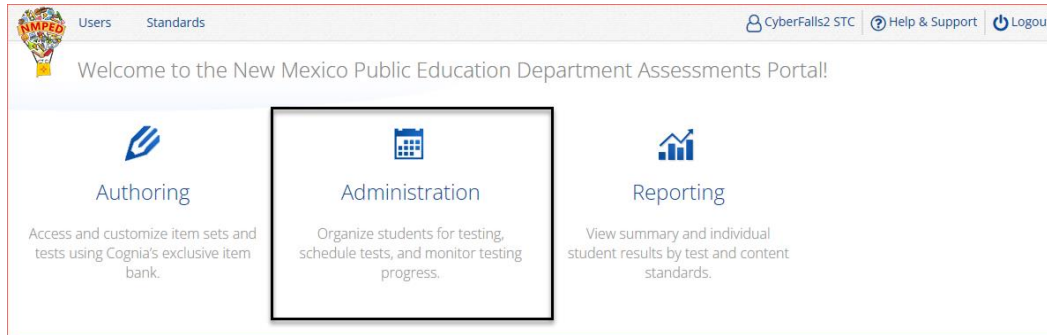 NMPED
Users Standards CyberFalls2 STC Help & Support Logou
Welcome to the New Mexico Public Education Department Assessments Portal!
Authoring Administration Reporting
Access and customize item sets and Organize students for testing, View summary and individual
tests using Cognia's exclusive item schedule tests, and monitor testing student results by test and content
bank. progress. standards.